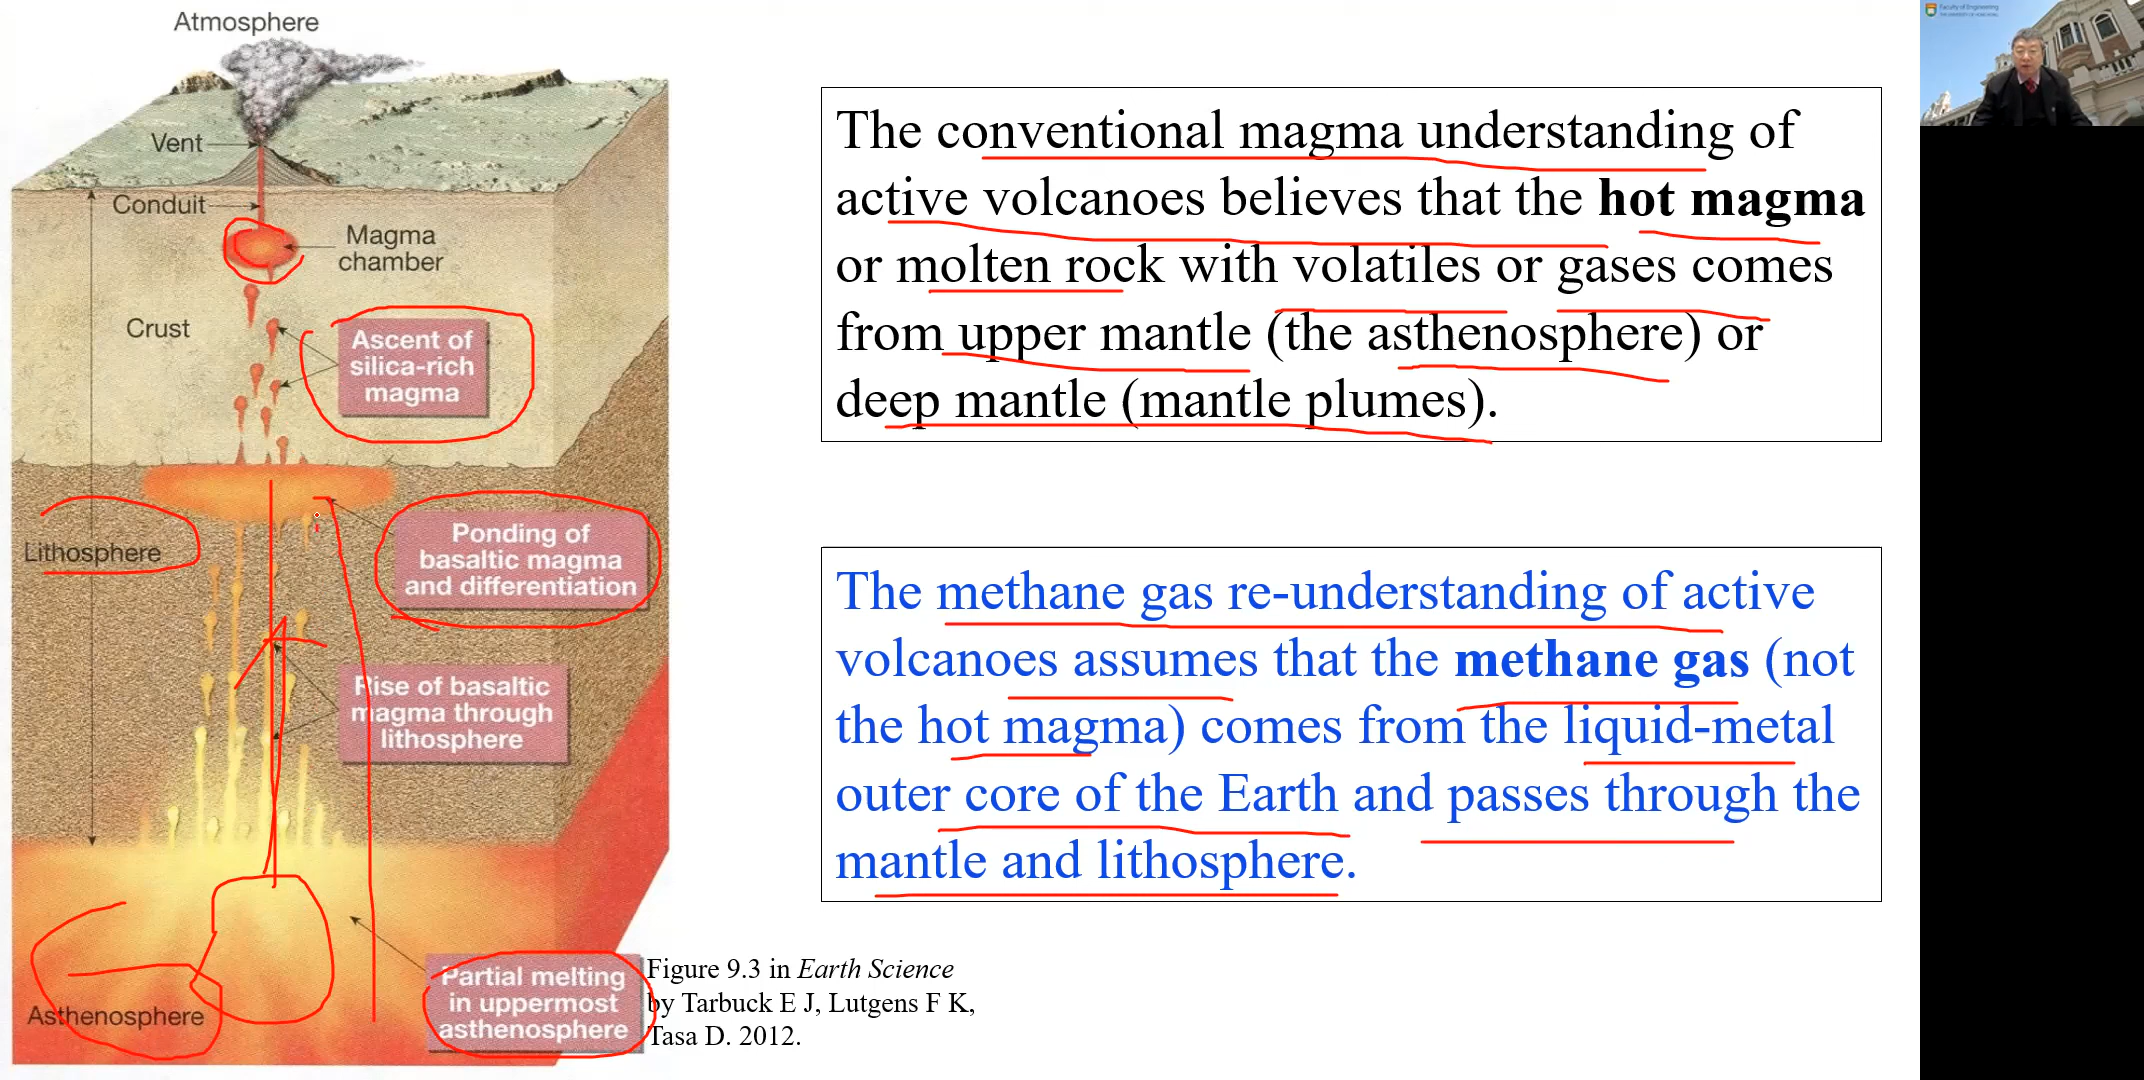 Atmosphere
Vent
Conduit
Magma
chamber
Crust
Ascent of
silica-rich
magma
Lithosphere
Ponding of
basaltic magma
and differentiation
Rise of basaltic
magma through
lithosphere
Asthenosphere
Partial melting
in uppermost
asthenosphere
The conventional magma understanding of
active volcanoes believes that the hot magma
or molten rock with volatiles or gases comes
from upper mantle (the asthenosphere) or
deep mantle (mantle plumes).
The methane gas re-understanding of active
volcanoes assumes that the methane gas (not
the hot magma) comes from the liquid-metal
outer core of the Earth and passes through the
mantle and lithosphere.
Figure 9.3 in Earth Science
by Tarbuck E J, Lutgens F K,
Tasa D. 2012.
Faculty of Engineering